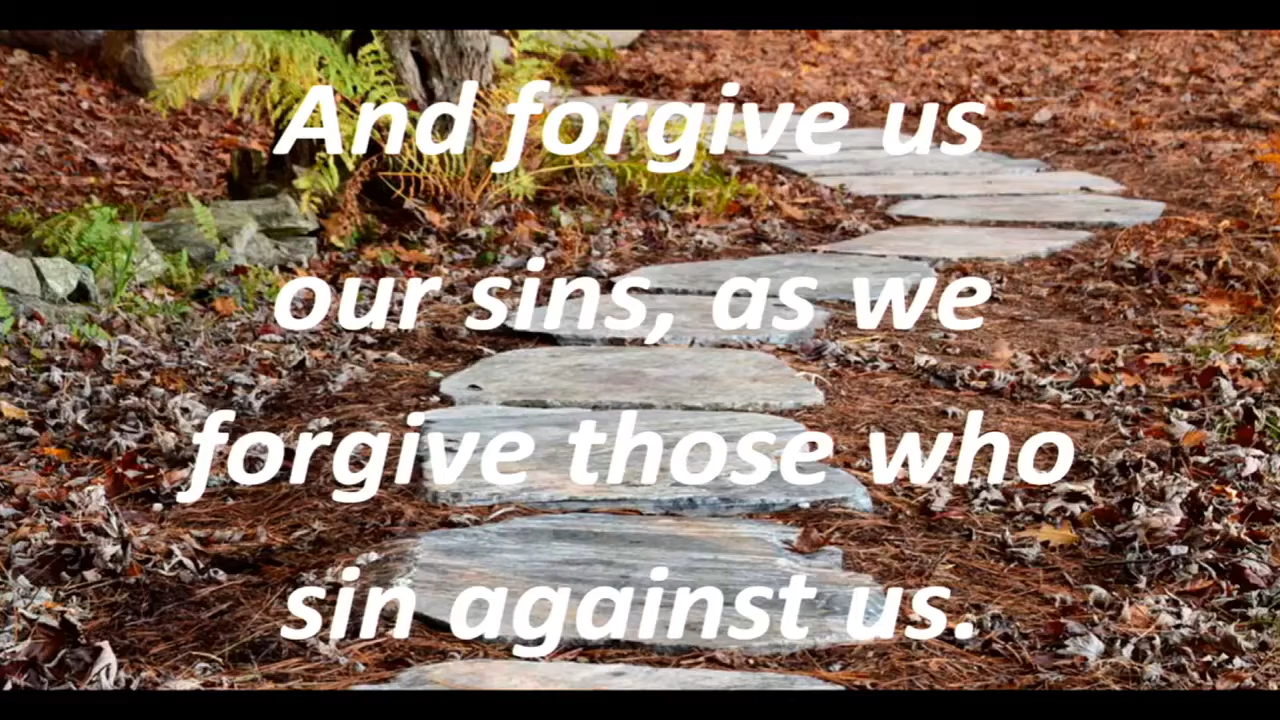 And forgive us
our sins, as we
forgive those who
sin against us.